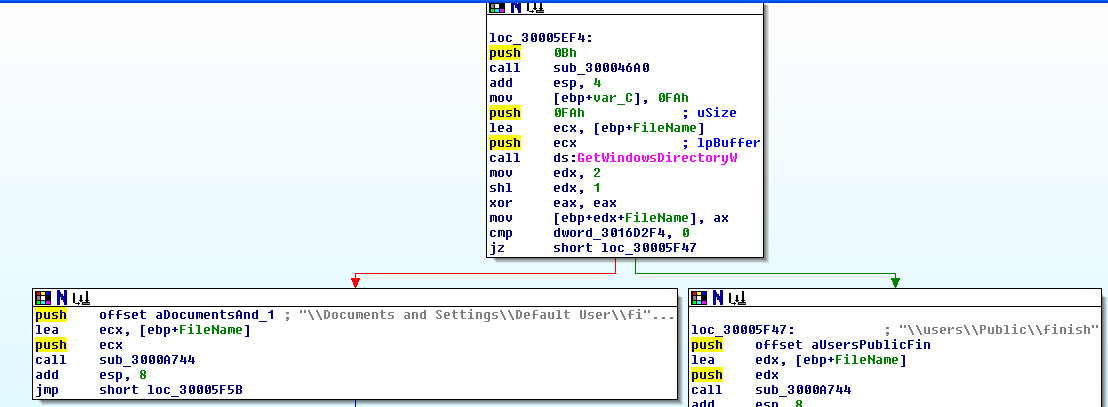 loc_30005EF4:
push 0Bh
call sub_300046A0
add esp, 4
mov [ebp+var_C], 0FAh
push 0FAh ; uSize
lea ecx, [ebp+FileName]
push ecx ; lpBuffer
call ds:GetWindowsDirectoryW
mov edx, 2
shl edx, 1
xor eax, eax
mov [ebp+edx+FileName], ax
cmp dword_3016D2F4, 0
jz short loc_30005F47
push offset aDocumentsAnd_1 ; "\\Documents and Settings\\Default User\\fi"...
lea ecx, [ebp+FileName]
push ecx
call sub_3000A744
add esp, 8
jmp short loc_30005F5B
loc_30005F47: ; "\\users\\Public\\finish"
push offset aUsersPublicFin
lea edx, [ebp+FileName]
push edx
call sub_3000A744
add esp, 8